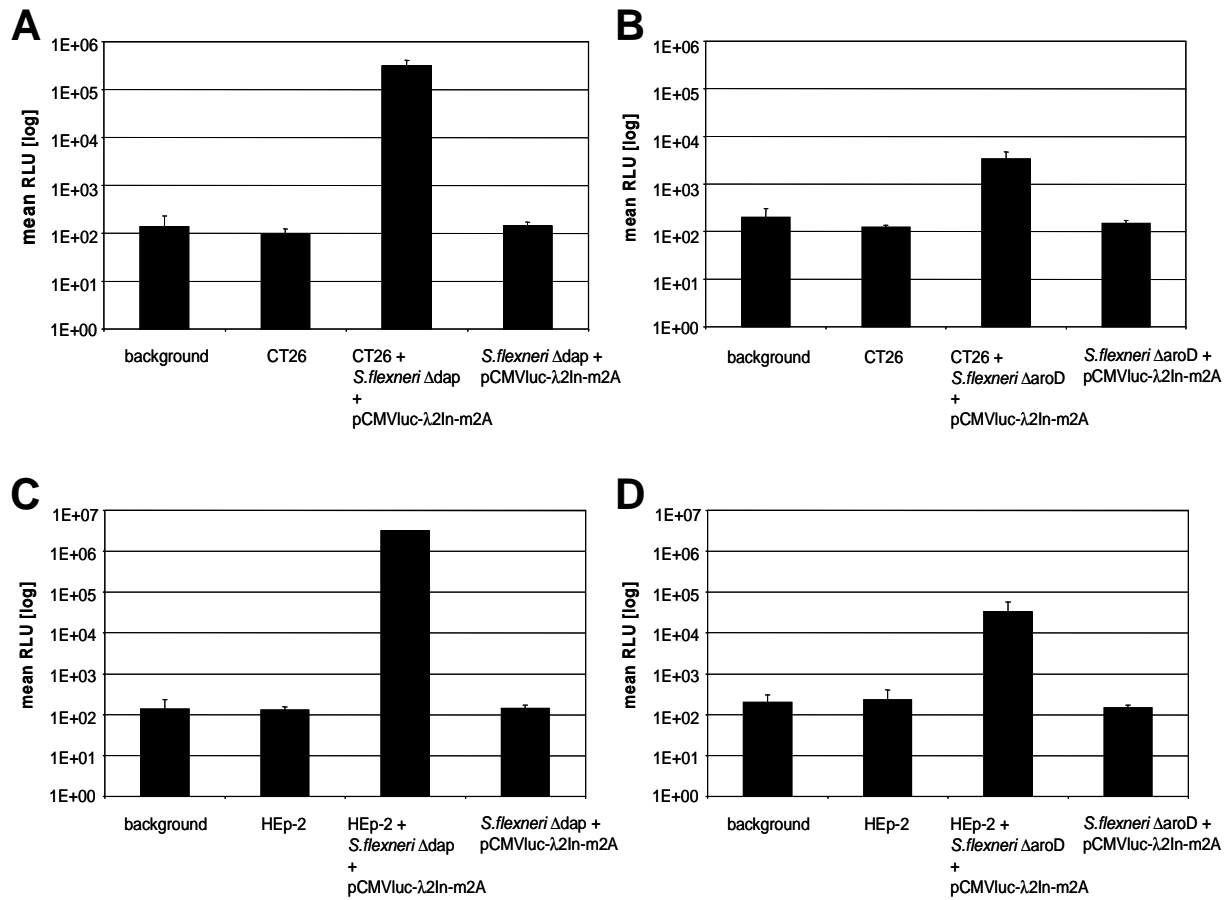 A
mean RLU [log]
1E+06
1E+05
1E+04
1E+03
1E+02
1E+01
1E+00
background
CT26
CT26 +
S.flexneri Δdap
+
pCMVluc-λ2In-m2A
S.flexneri Δdap +
pCMVluc-λ2In-m2A
B
mean RLU [log]
1E+06
1E+05
1E+04
1E+03
1E+02
1E+01
1E+00
background
CT26
CT26 +
S.flexneri ΔaroD
+
pCMVluc-λ2In-m2A
S.flexneri ΔaroD +
pCMVluc-λ2In-m2A
C
mean RLU [log]
1E+07
1E+06
1E+05
1E+04
1E+03
1E+02
1E+01
1E+00
background
HEp-2
HEp-2 +
S.flexneri Δdap
+
pCMVluc-λ2In-m2A
S.flexneri Δdap +
pCMVluc-λ2In-m2A
D
mean RLU [log]
1E+07
1E+06
1E+05
1E+04
1E+03
1E+02
1E+01
1E+00
background
HEp-2
HEp-2 +
S.flexneri ΔaroD
+
pCMVluc-λ2In-m2A
S.flexneri ΔaroD +
pCMVluc-λ2In-m2A